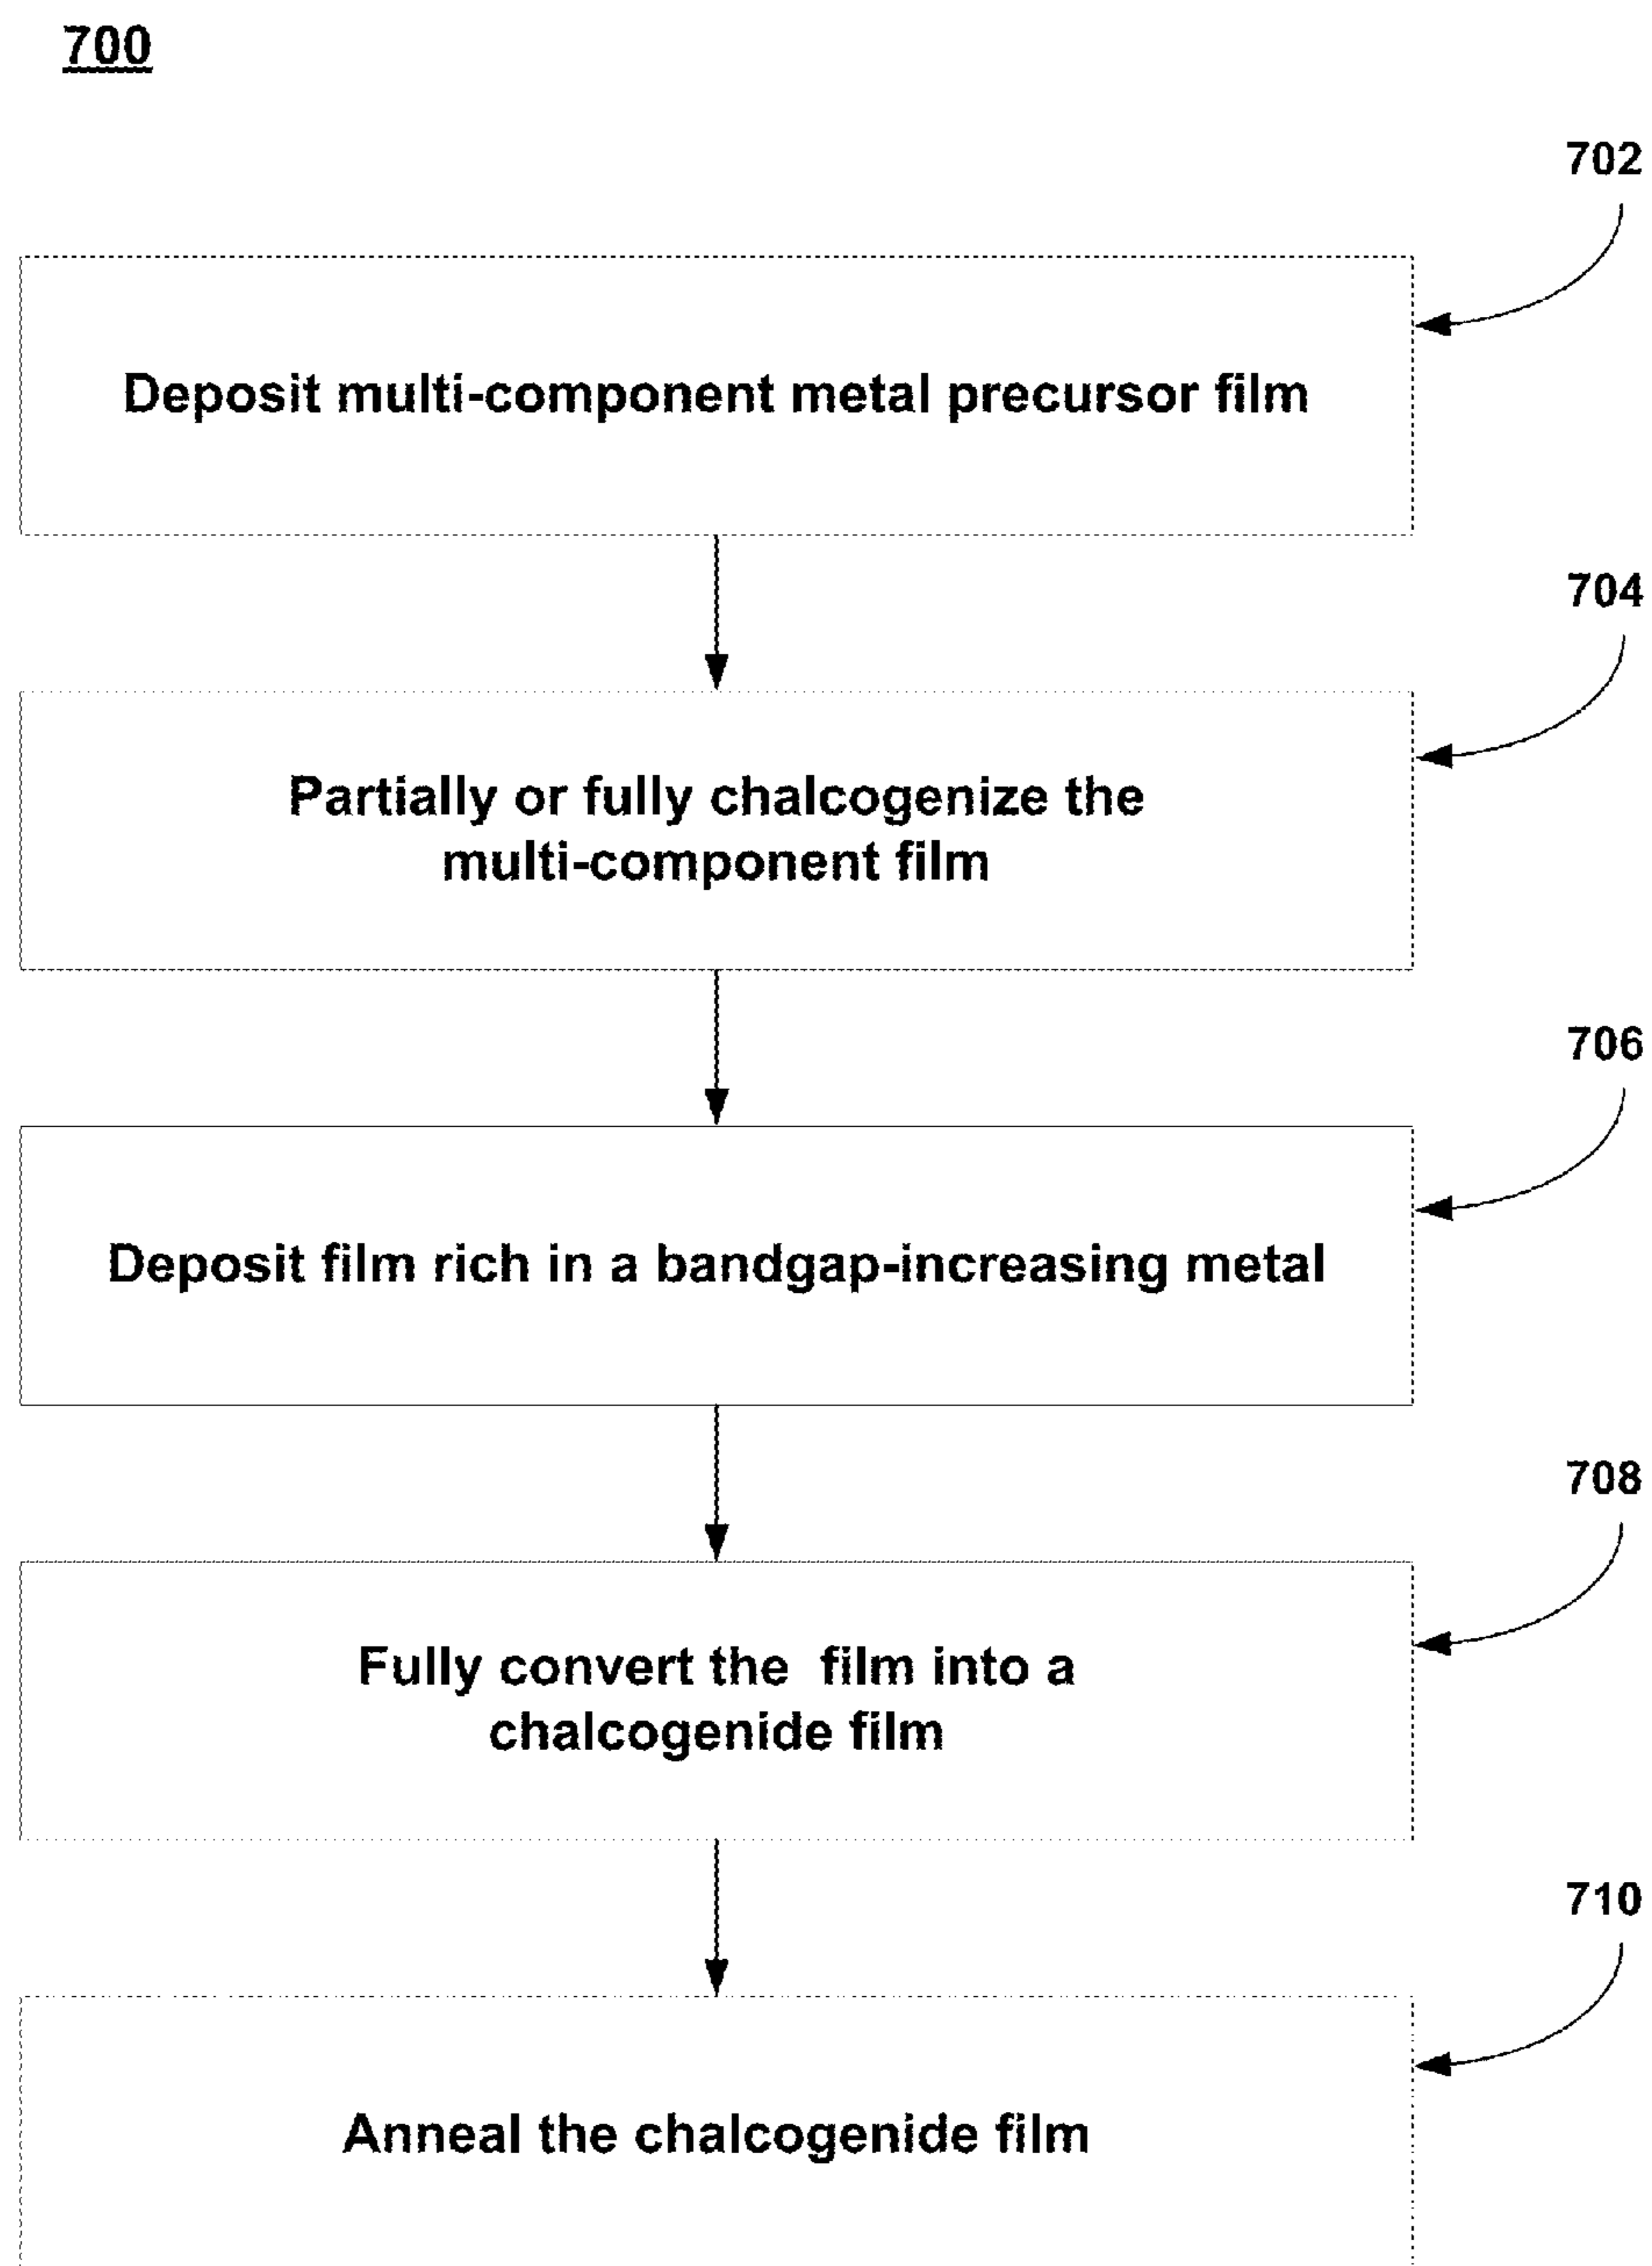 700
702
Deposit multi-component metal precursor film
704
Partially or fully chalcogenize the
multi-component film
706
Deposit film rich in a bandgap-increasing metal
708
Fully convert the film into a
chalcogenide film
710
Anneal the chalcogenide film